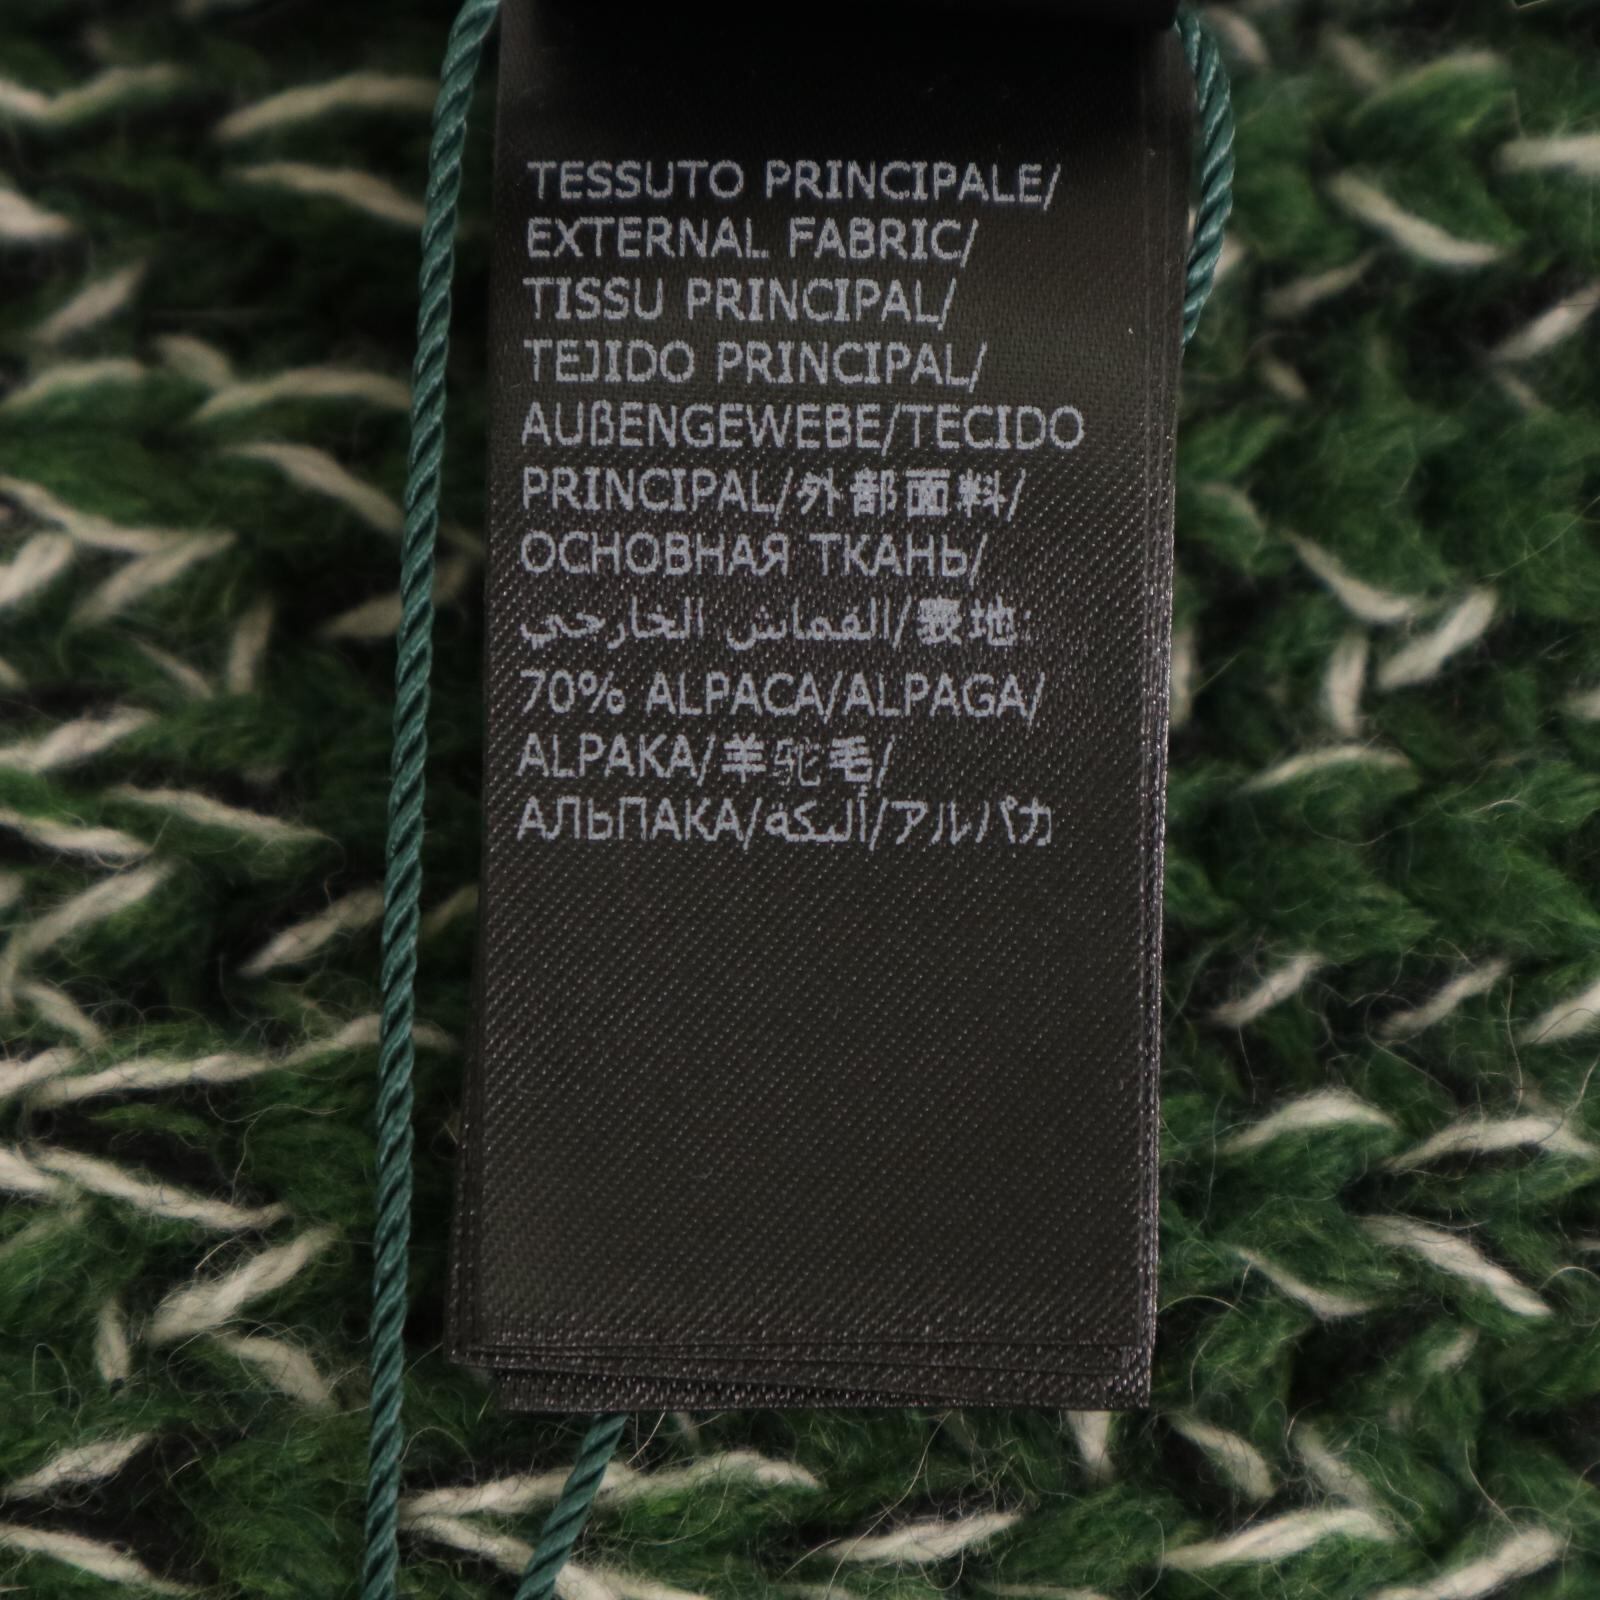 TESSUTO PRINCIPALE/
EXTERNAL FABRIC/
TISSU PRINCIPAL/
TEJIDO PRINCIPAL/
AUßENGEWEBE/TECIDO
PRINCIPAL/外部面料/
ОСНОВНАЯ ТКАНЬ/
القماش الخارجي/表地:
70% ALPACA/ALPAGA/
ALPAKA/羊驼毛/
АЛЬПАКА/ألبكة/アルパカ